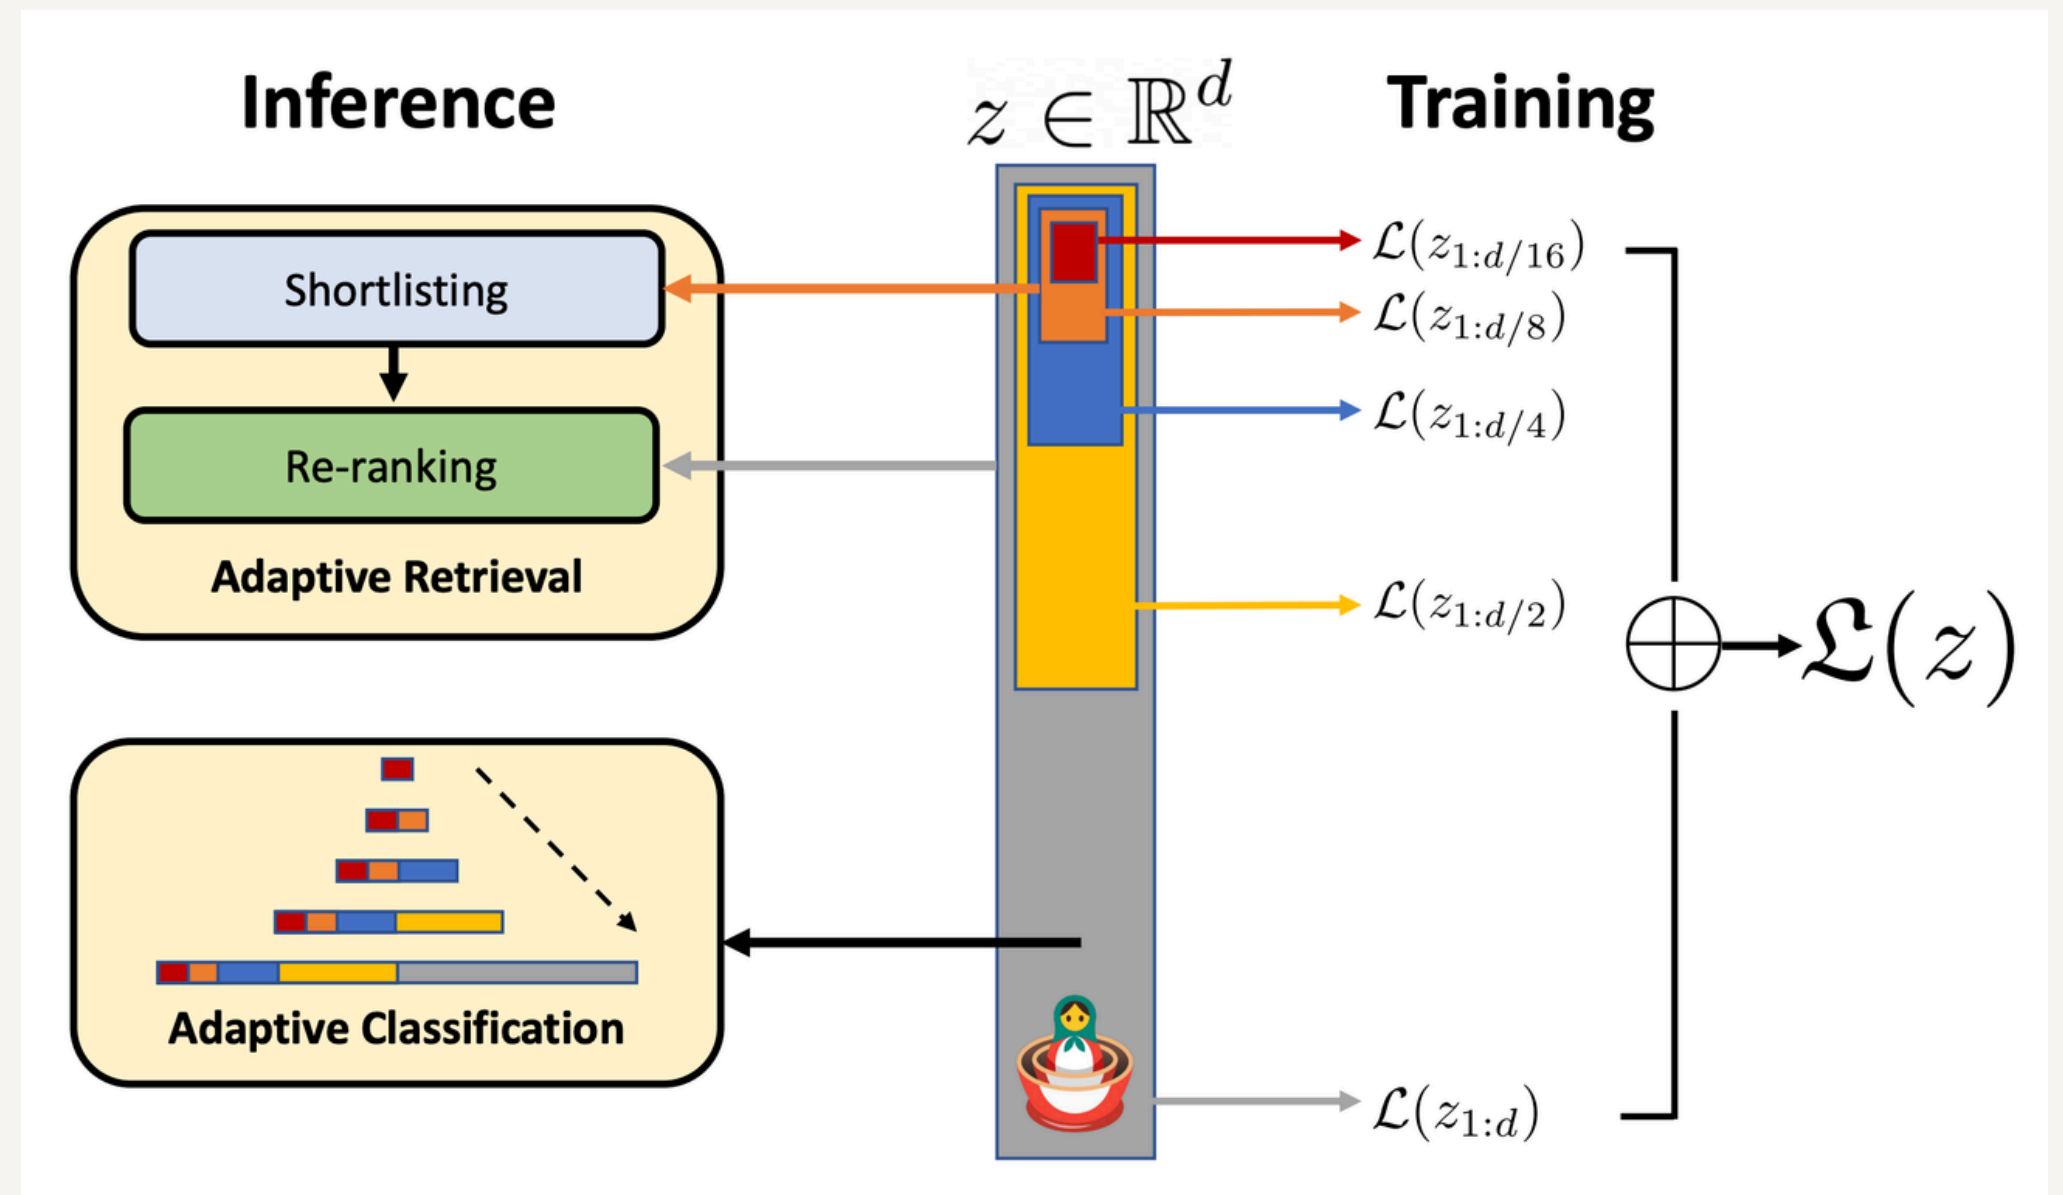 Inference
z ∈ ℝᵈ
Training
Shortlisting
Re-ranking
Adaptive Retrieval
Adaptive Classification
ℒ(z_{1:d/16})
ℒ(z_{1:d/8})
ℒ(z_{1:d/4})
ℒ(z_{1:d/2})
ℒ(z_{1:d})
𝔏(z)